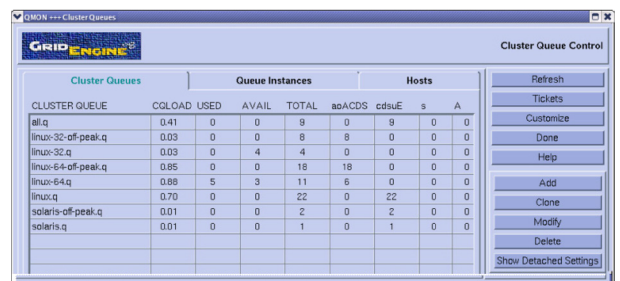 QMON +++ Cluster Queues
GRID ENGINE
Cluster Queue Control
Cluster Queues Queue Instances Hosts
CLUSTER QUEUE CQLOAD USED AVAIL TOTAL aoACDS cdsuE s A
all.q 0.41 0 0 9 0 9 0 0
linux-32-off-peak.q 0.03 0 0 8 8 0 0 0
linux-32.q 0.03 0 4 4 0 0 0 0
linux-64-off-peak.q 0.85 0 0 18 18 0 0 0
linux-64.q 0.88 5 3 11 6 0 0 0
linux.q 0.70 0 0 22 0 22 0 0
solaris-off-peak.q 0.01 0 0 2 0 2 0 0
solaris.q 0.01 0 0 1 0 1 0 0
Refresh
Tickets
Customize
Done
Help
Add
Clone
Modify
Delete
Show Detached Settings